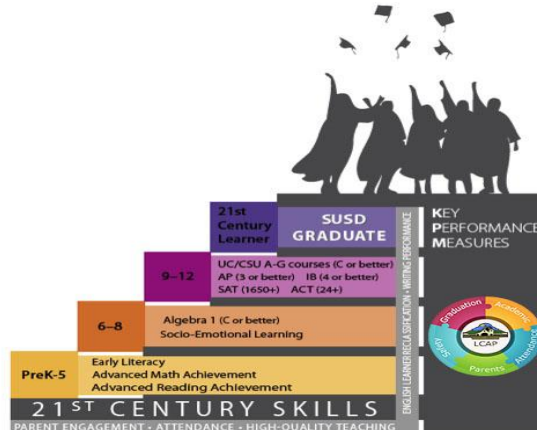 21st
Century
Learner
SUSD
GRADUATE
KEY
PERFORMANCE
MEASURES
9–12
UC/CSU A-G courses (C or better)
AP (3 or better) IB (4 or better)
SAT (1650+) ACT (24+)
6–8
Algebra 1 (C or better)
Socio-Emotional Learning
PreK-5
Early Literacy
Advanced Math Achievement
Advanced Reading Achievement
ENGLISH LEARNER RECLASSIFICATION • WRITING PERFORMANCE
Graduation
Academic
Attendance
Parents
Safety
LCAP
21ST CENTURY SKILLS
PARENT ENGAGEMENT • ATTENDANCE • HIGH-QUALITY TEACHING